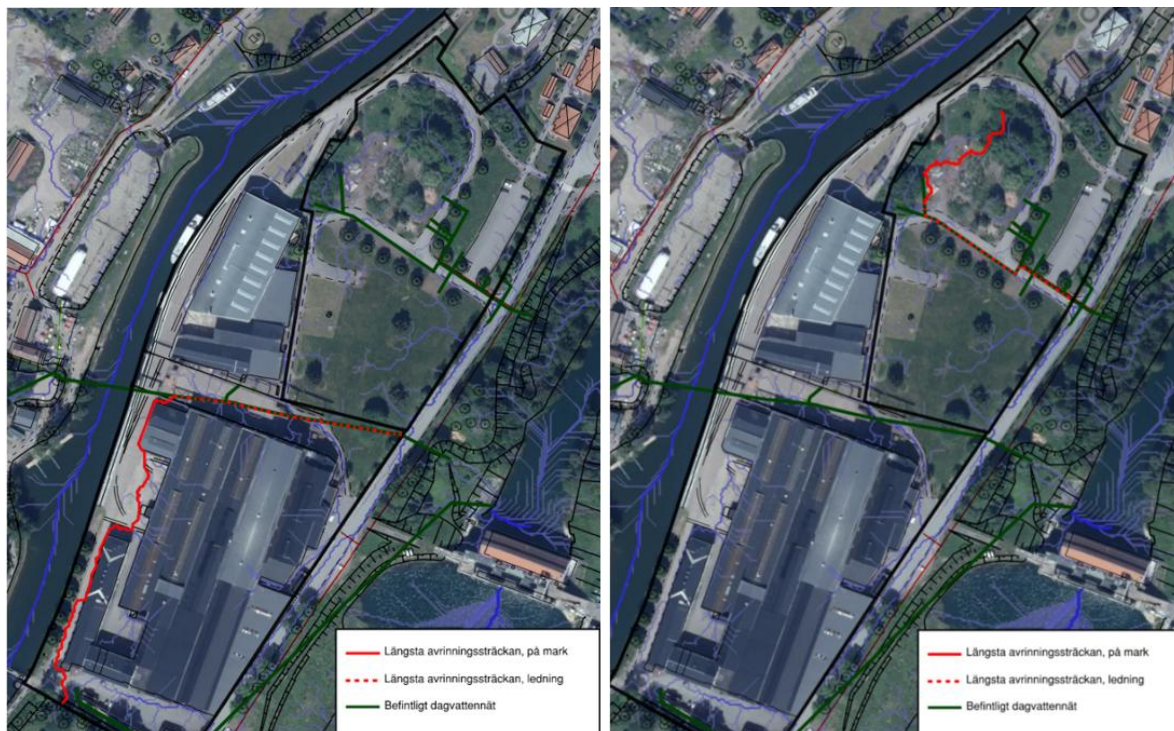 Längsta avrinningssträckan, på mark
Längsta avrinningssträckan, ledning
Befintligt dagvattennät
Längsta avrinningssträckan, på mark
Längsta avrinningssträckan, ledning
Befintligt dagvattennät